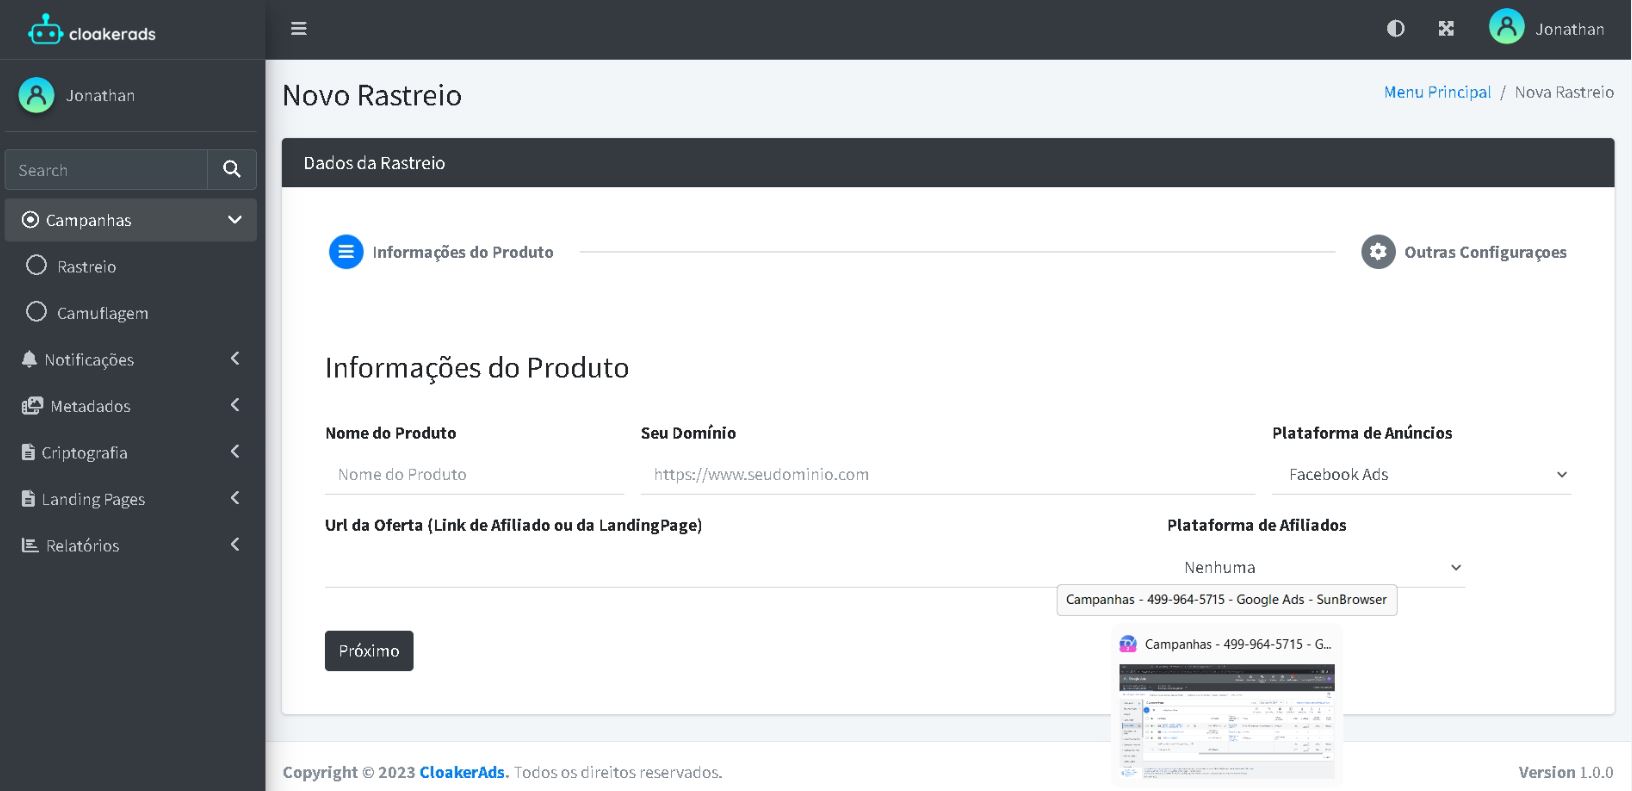 cloakerads
Jonathan
Jonathan
Search
Campanhas
Rastreio
Camuflagem
Notificações
Metadados
Criptografia
Landing Pages
Relatórios
Novo Rastreio
Menu Principal / Nova Rastreio
Dados da Rastreio
Informações do Produto
Outras Configuraçoes
Informações do Produto
Nome do Produto
Seu Domínio
Plataforma de Anúncios
Nome do Produto
https://www.seudominio.com
Facebook Ads
Url da Oferta (Link de Afiliado ou da LandingPage)
Plataforma de Afiliados
Nenhuma
Campanhas - 499-964-5715 - Google Ads - SunBrowser
Próximo
Campanhas - 499-964-5715 - G...
Copyright © 2023 CloakerAds. Todos os direitos reservados.
Version 1.0.0